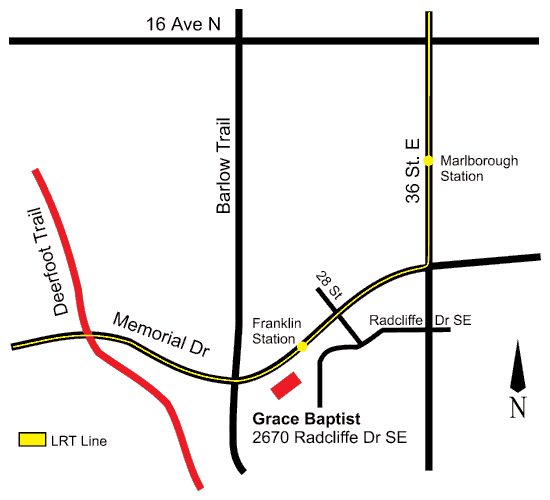 16 Ave N
Barlow Trail
36 St. E
Marlborough
Station
Deerfoot Trail
Memorial Dr
28 St
Franklin
Station
Radcliffe Dr SE
Grace Baptist
2670 Radcliffe Dr SE
N
LRT Line